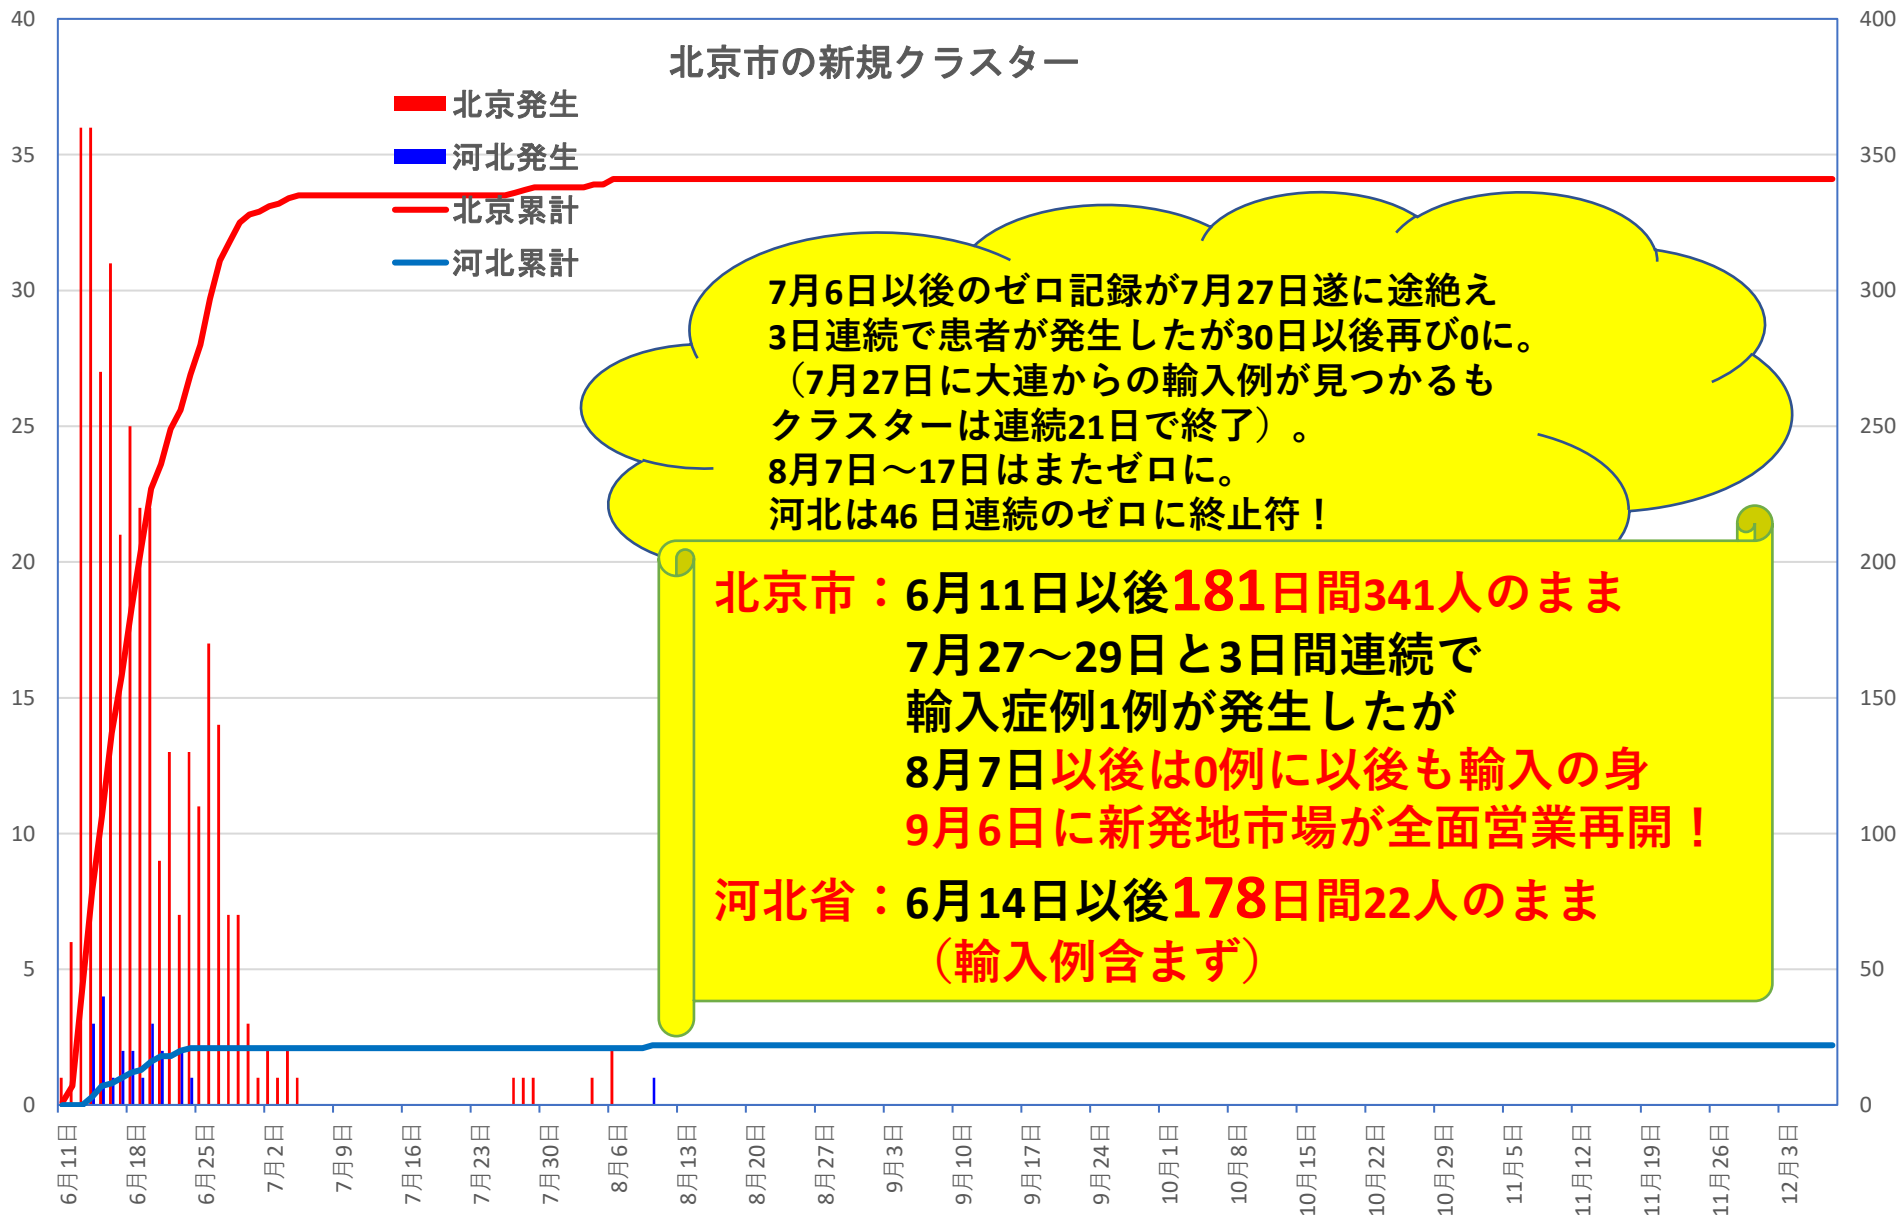 北京市の新規クラスター
北京発生
河北発生
北京累計
河北累計
40
35
30
25
20
15
10
5
0
400
350
300
250
200
150
100
50
0
7月6日以後のゼロ記録が7月27日遂に途絶え
3日連続で患者が発生したが30日以後再び0に。
（7月27日に大連からの輸入例が見つかるも
クラスターは連続21日で終了）。
8月7日～17日はまたゼロに。
河北は46 日連続のゼロに終止符！
北京市：6月11日以後181日間341人のまま
7月27～29日と3日間連続で
輸入症例1例が発生したが
8月7日以後は0例に以後も輸入の身
9月6日に新発地市場が全面営業再開！
河北省：6月14日以後178日間22人のまま
（輸入例含まず）
6月11日
6月18日
6月25日
7月2日
7月9日
7月16日
7月23日
7月30日
8月6日
8月13日
8月20日
8月27日
9月3日
9月10日
9月17日
9月24日
10月1日
10月8日
10月15日
10月22日
10月29日
11月5日
11月12日
11月19日
11月26日
12月3日